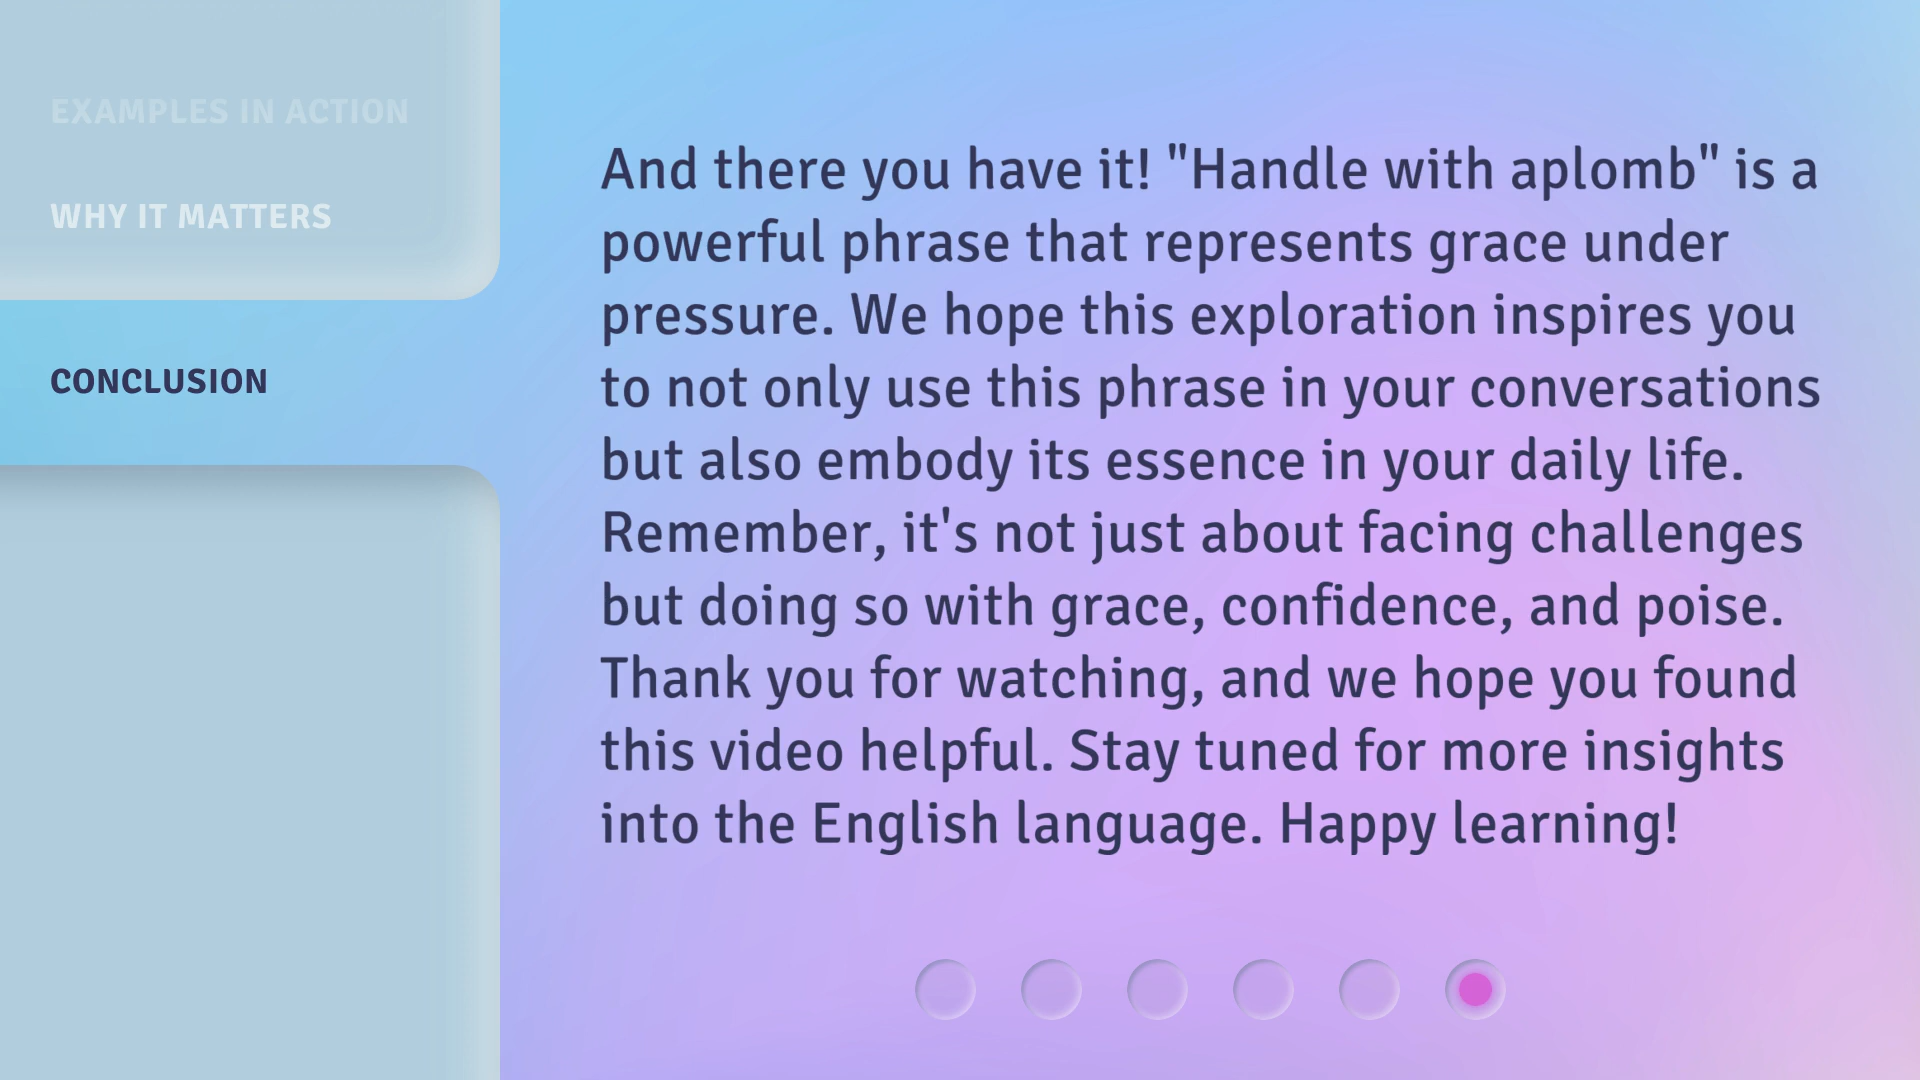 EXAMPLES IN ACTION
WHY IT MATTERS
CONCLUSION
And there you have it! "Handle with aplomb" is a
powerful phrase that represents grace under
pressure. We hope this exploration inspires you
to not only use this phrase in your conversations
but also embody its essence in your daily life.
Remember, it's not just about facing challenges
but doing so with grace, confidence, and poise.
Thank you for watching, and we hope you found
this video helpful. Stay tuned for more insights
into the English language. Happy learning!